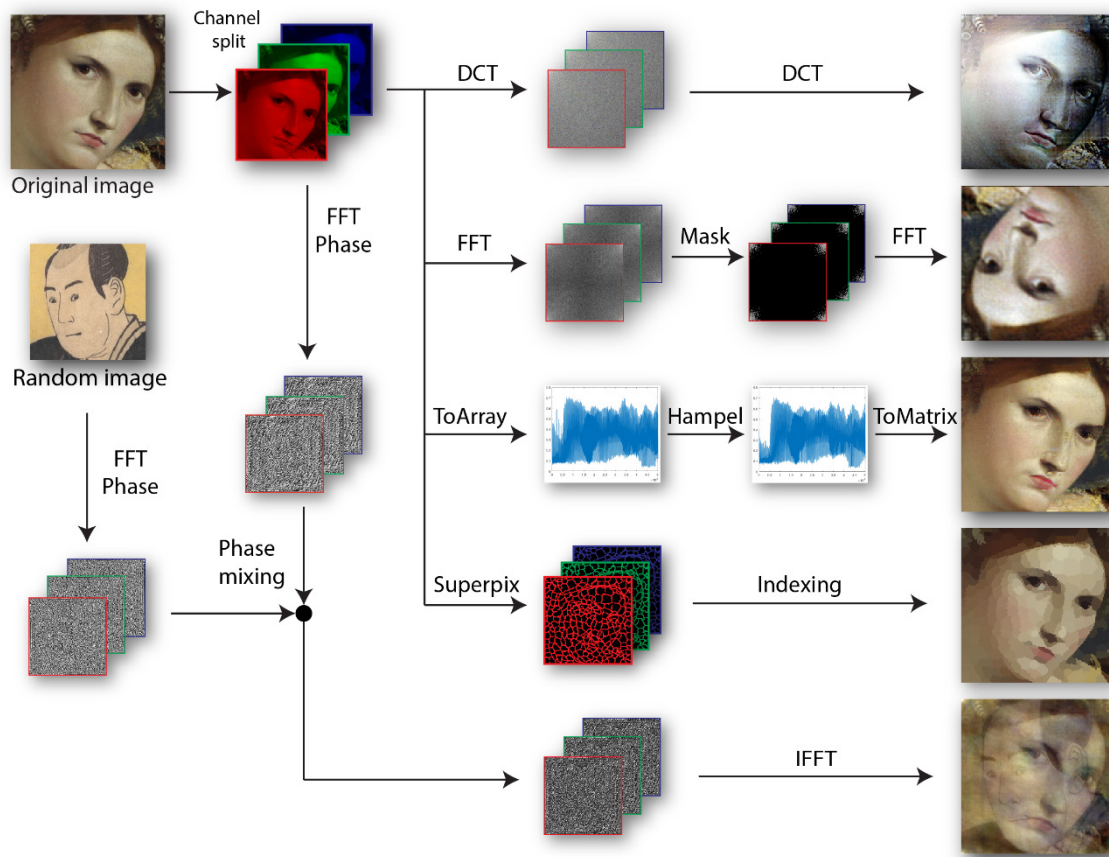 Channel
split
DCT
DCT
Original image
FFT
Phase
FFT
Mask
FFT
Random image
ToArray
Hampel
ToMatrix
FFT
Phase
Phase
mixing
Superpix
Indexing
IFFT